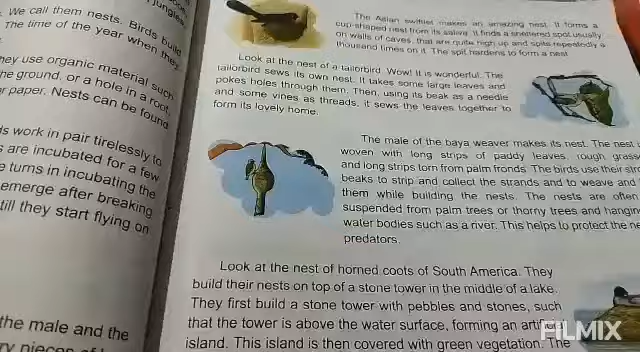 jungles
We call them nests. Birds build
The time of the year when they
hey use organic material such
he ground, or a hole in a root,
paper. Nests can be found
ds work in pair tirelessly to
are incubated for a few
turns in incubating the
emerge after breaking
till they start flying on
the male and the
The Asian swiftlet makes an amazing nest. It forms a
cup-shaped nest from its saliva. It finds a sheltered spot usually
on walls of caves, that are quite high up and spits repeatedly a
thousand times on it. The spit hardens to form a nest.
Look at the nest of a tailorbird. Wow! It is wonderful. The
tailorbird sews its own nest. It takes some large leaves and
pokes holes through them. Then, using its beak as a needle
and some vines as threads, it sews the leaves together to
form its lovely home.
The male of the baya weaver makes its nest. The nest
woven with long strips of paddy leaves, rough grass
and long strips torn from palm fronds. The birds use their
beaks to strip and collect the strands and to weave and
them while building the nests. The nests are often
suspended from palm trees or thorny trees and hangin
water bodies such as a river. This helps to protect the ne
predators.
Look at the nest of horned coots of South America. They
build their nests on top of a stone tower in the middle of a lake.
They first build a stone tower with pebbles and stones, such
that the tower is above the water surface, forming an
island. This island is then covered with green vegetation. The
FILMIX